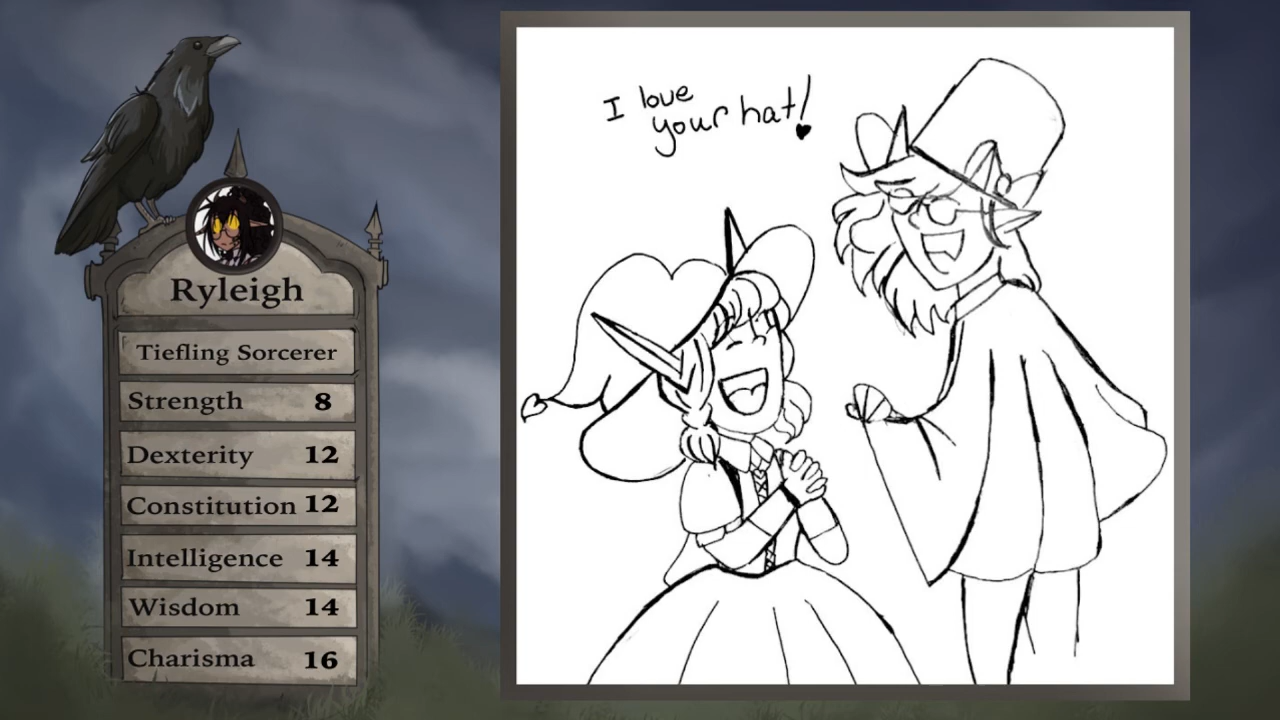 Ryleigh
Tiefling Sorcerer
Strength 8
Dexterity 12
Constitution 12
Intelligence 14
Wisdom 14
Charisma 16
I love
your hat!